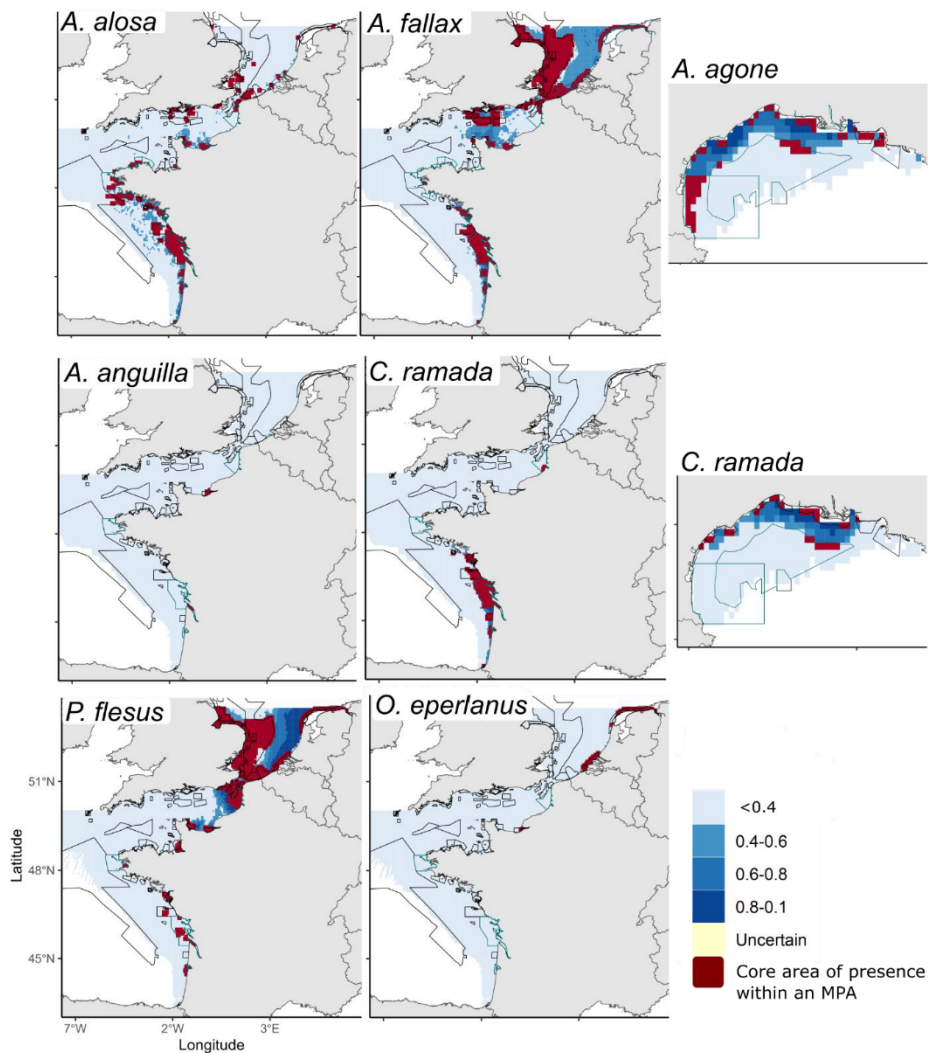 A. alosa
A. fallax
A. agone
A. anguilla
C. ramada
C. ramada
P. flesus
O. eperlanus
51°N
48°N
45°N
Latitude
7°W
2°W
3°E
Longitude
<0.4
0.4-0.6
0.6-0.8
0.8-0.1
Uncertain
Core area of presence
within an MPA